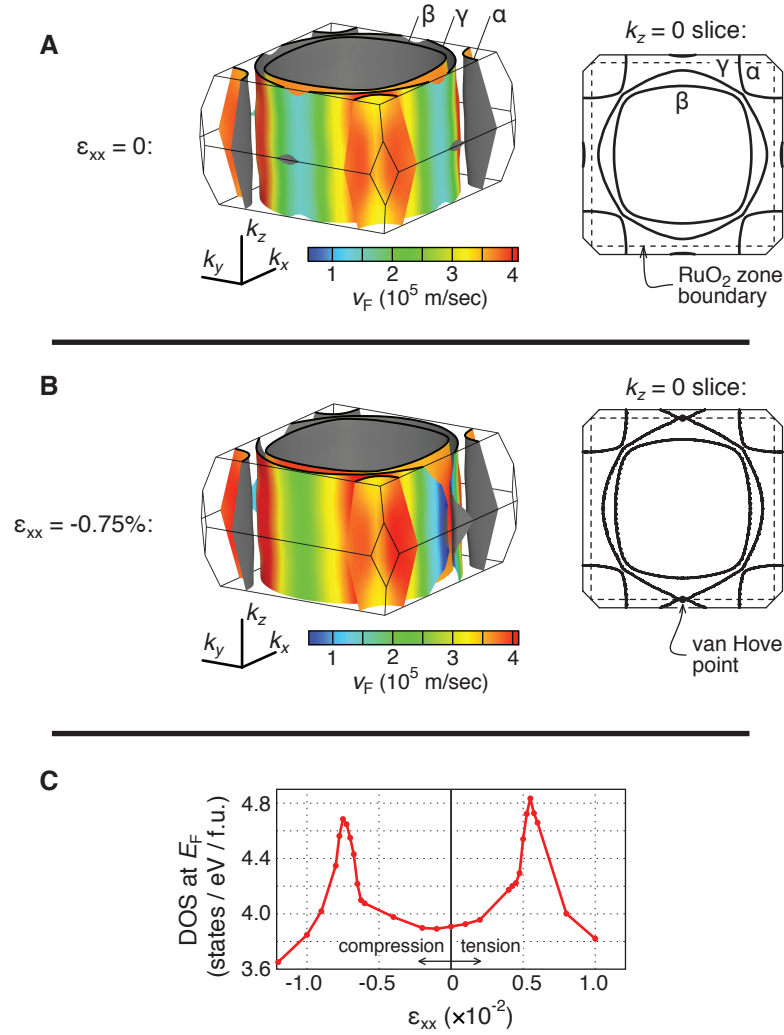 A
β γ α
k_z = 0 slice:
γ α
β
ε_xx = 0:
k_z
k_y k_x
1 2 3 4
v_F (10^5 m/sec)
RuO_2 zone
boundary
B
k_z = 0 slice:
ε_xx = -0.75%:
k_z
k_y k_x
1 2 3 4
v_F (10^5 m/sec)
van Hove
point
C
DOS at E_F
(states / eV / f.u.)
4.8
4.4
4.0
3.6
compression tension
-1.0 -0.5 0 0.5 1.0
ε_xx (×10^-2)